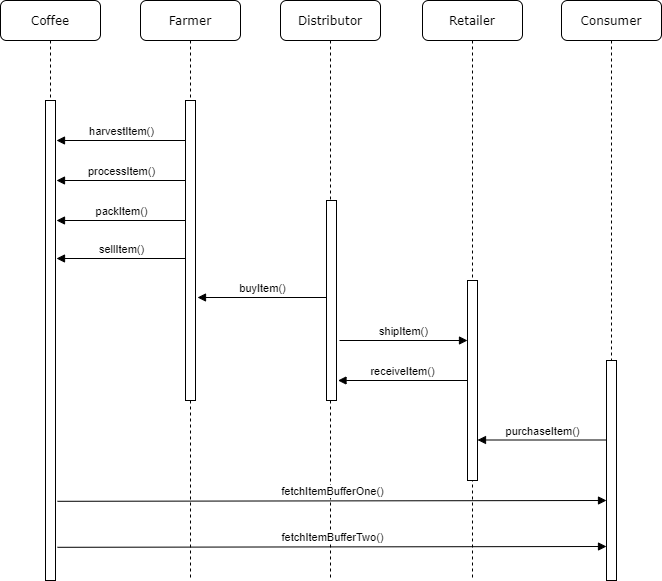 Coffee
Farmer
Distributor
Retailer
Consumer
harvestItem()
processItem()
packItem()
sellItem()
buyItem()
shipItem()
receiveItem()
purchaseItem()
fetchItemBufferOne()
fetchItemBufferTwo()